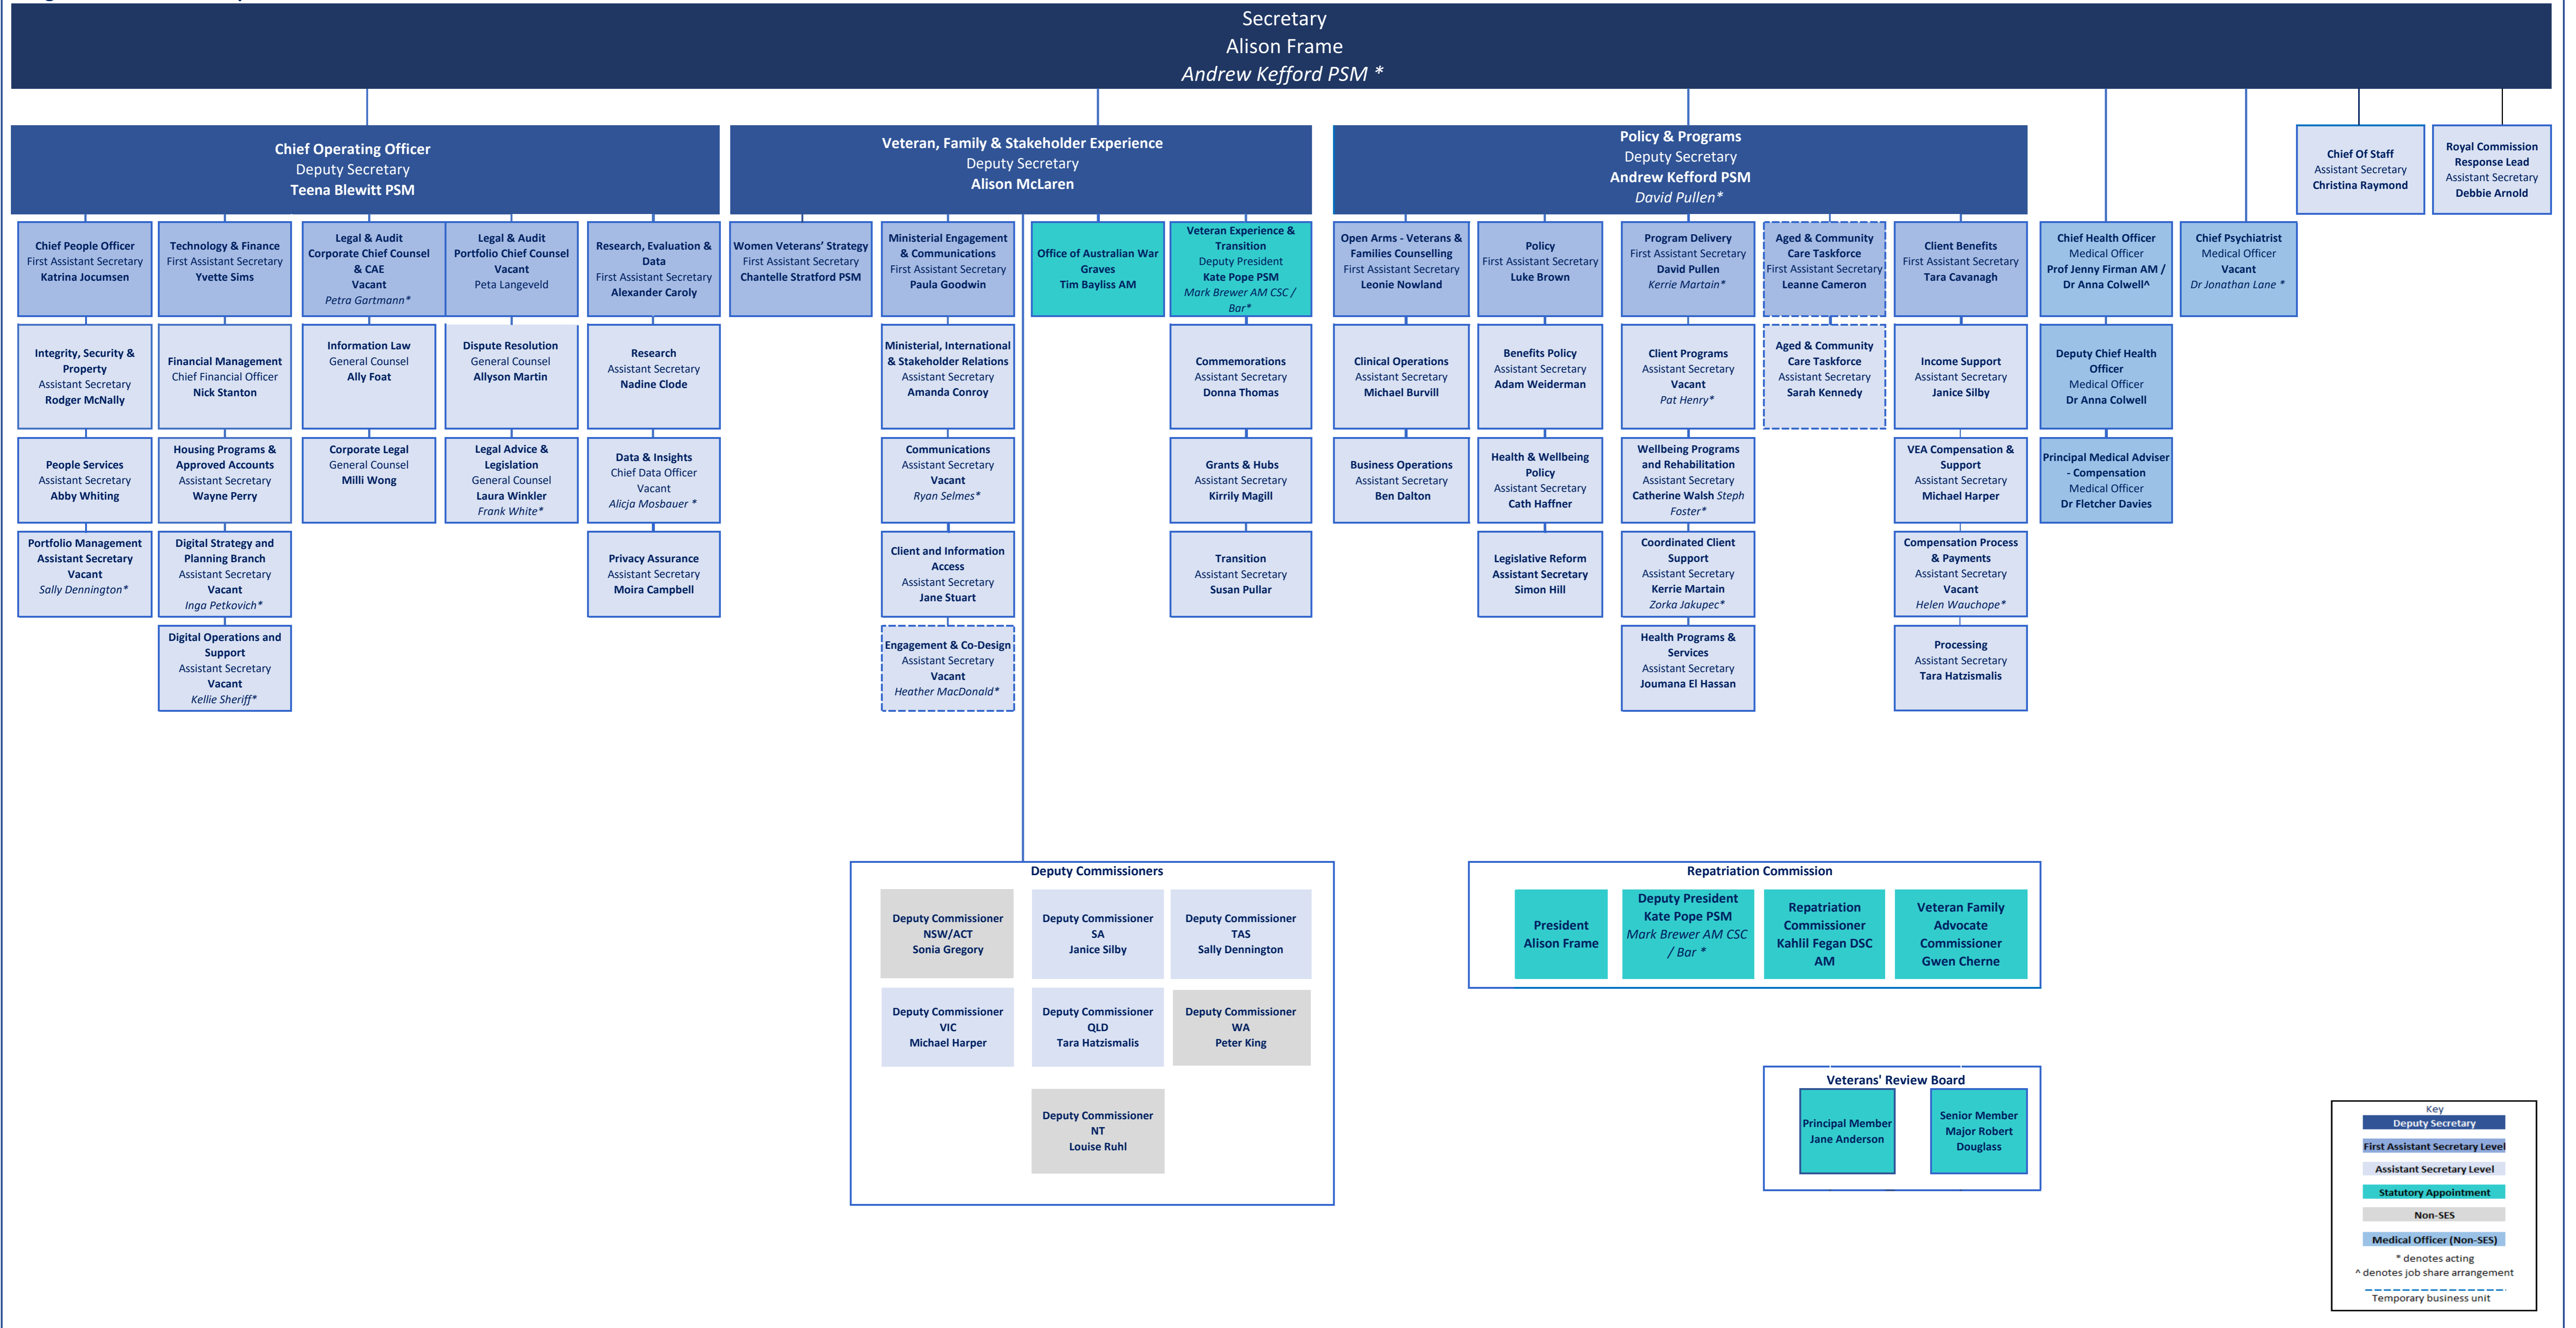 Secretary
Alison Frame
Andrew Kefford PSM *
Chief Operating Officer
Deputy Secretary
Teena Blewitt PSM
Veteran, Family & Stakeholder Experience
Deputy Secretary
Alison McLaren
Policy & Programs
Deputy Secretary
Andrew Kefford PSM
David Pullen*
Chief Of Staff
Assistant Secretary
Christina Raymond
Royal Commission
Response Lead
Assistant Secretary
Debbie Arnold
Chief People Officer
First Assistant Secretary
Katrina Jocumsen
Technology & Finance
First Assistant Secretary
Yvette Sims
Legal & Audit
Corporate Chief Counsel
& CAE
Vacant
Petra Gartmann*
Legal & Audit
Portfolio Chief Counsel
Vacant
Peta Langeveld
Research, Evaluation &
Data
First Assistant Secretary
Alexander Caroly
Women Veterans’ Strategy
First Assistant Secretary
Chantelle Stratford PSM
Ministerial Engagement
& Communications
First Assistant Secretary
Paula Goodwin
Office of Australian War
Graves
Tim Bayliss AM
Veteran Experience &
Transition
Deputy President
Kate Pope PSM
Mark Brewer AM CSC /
Bar*
Open Arms - Veterans &
Families Counselling
First Assistant Secretary
Leonie Nowland
Policy
First Assistant Secretary
Luke Brown
Program Delivery
First Assistant Secretary
David Pullen
Kerrie Martain*
Aged & Community
Care Taskforce
First Assistant Secretary
Leanne Cameron
Client Benefits
First Assistant Secretary
Tara Cavanagh
Chief Health Officer
Medical Officer
Prof Jenny Firman AM /
Dr Anna Colwell^
Chief Psychiatrist
Medical Officer
Vacant
Dr Jonathan Lane *
Integrity, Security &
Property
Assistant Secretary
Rodger McNally
Financial Management
Chief Financial Officer
Nick Stanton
Information Law
General Counsel
Ally Foat
Dispute Resolution
General Counsel
Allyson Martin
Research
Assistant Secretary
Nadine Clode
Ministerial, International
& Stakeholder Relations
Assistant Secretary
Amanda Conroy
Commemorations
Assistant Secretary
Donna Thomas
Clinical Operations
Assistant Secretary
Michael Burvill
Benefits Policy
Assistant Secretary
Adam Weiderman
Client Programs
Assistant Secretary
Vacant
Pat Henry*
Aged & Community
Care Taskforce
Assistant Secretary
Sarah Kennedy
Income Support
Assistant Secretary
Janice Silby
Deputy Chief Health
Officer
Medical Officer
Dr Anna Colwell
People Services
Assistant Secretary
Abby Whiting
Housing Programs &
Approved Accounts
Assistant Secretary
Wayne Perry
Corporate Legal
General Counsel
Milli Wong
Legal Advice &
Legislation
General Counsel
Laura Winkler
Frank White*
Data & Insights
Chief Data Officer
Vacant
Alicja Mosbauer *
Communications
Assistant Secretary
Vacant
Ryan Selmes*
Grants & Hubs
Assistant Secretary
Kirrily Magill
Business Operations
Assistant Secretary
Ben Dalton
Health & Wellbeing
Policy
Assistant Secretary
Cath Haffner
Wellbeing Programs
and Rehabilitation
Assistant Secretary
Catherine Walsh Steph
Foster*
VEA Compensation &
Support
Assistant Secretary
Michael Harper
Principal Medical Adviser
- Compensation
Medical Officer
Dr Fletcher Davies
Portfolio Management
Assistant Secretary
Vacant
Sally Dennington*
Digital Strategy and
Planning Branch
Assistant Secretary
Vacant
Inga Petkovich*
Privacy Assurance
Assistant Secretary
Moira Campbell
Client and Information
Access
Assistant Secretary
Jane Stuart
Transition
Assistant Secretary
Susan Pullar
Legislative Reform
Assistant Secretary
Simon Hill
Coordinated Client
Support
Assistant Secretary
Kerrie Martain
Zorka Jakupec*
Compensation Process
& Payments
Assistant Secretary
Vacant
Helen Wauchope*
Digital Operations and
Support
Assistant Secretary
Vacant
Kellie Sheriff*
Engagement & Co-Design
Assistant Secretary
Vacant
Heather MacDonald*
Health Programs &
Services
Assistant Secretary
Joumana El Hassan
Processing
Assistant Secretary
Tara Hatzismalis
Deputy Commissioners
Deputy Commissioner
NSW/ACT
Sonia Gregory
Deputy Commissioner
SA
Janice Silby
Deputy Commissioner
TAS
Sally Dennington
Deputy Commissioner
VIC
Michael Harper
Deputy Commissioner
QLD
Tara Hatzismalis
Deputy Commissioner
WA
Peter King
Deputy Commissioner
NT
Louise Ruhl
Repatriation Commission
President
Alison Frame
Deputy President
Kate Pope PSM
Mark Brewer AM CSC
/ Bar *
Repatriation
Commissioner
Kahlil Fegan DSC
AM
Veteran Family
Advocate
Commissioner
Gwen Cherne
Veterans' Review Board
Principal Member
Jane Anderson
Senior Member
Major Robert
Douglass
Key
Deputy Secretary
First Assistant Secretary Level
Assistant Secretary Level
Statutory Appointment
Non-SES
Medical Officer (Non-SES)
* denotes acting
^ denotes job share arrangement
Temporary business unit